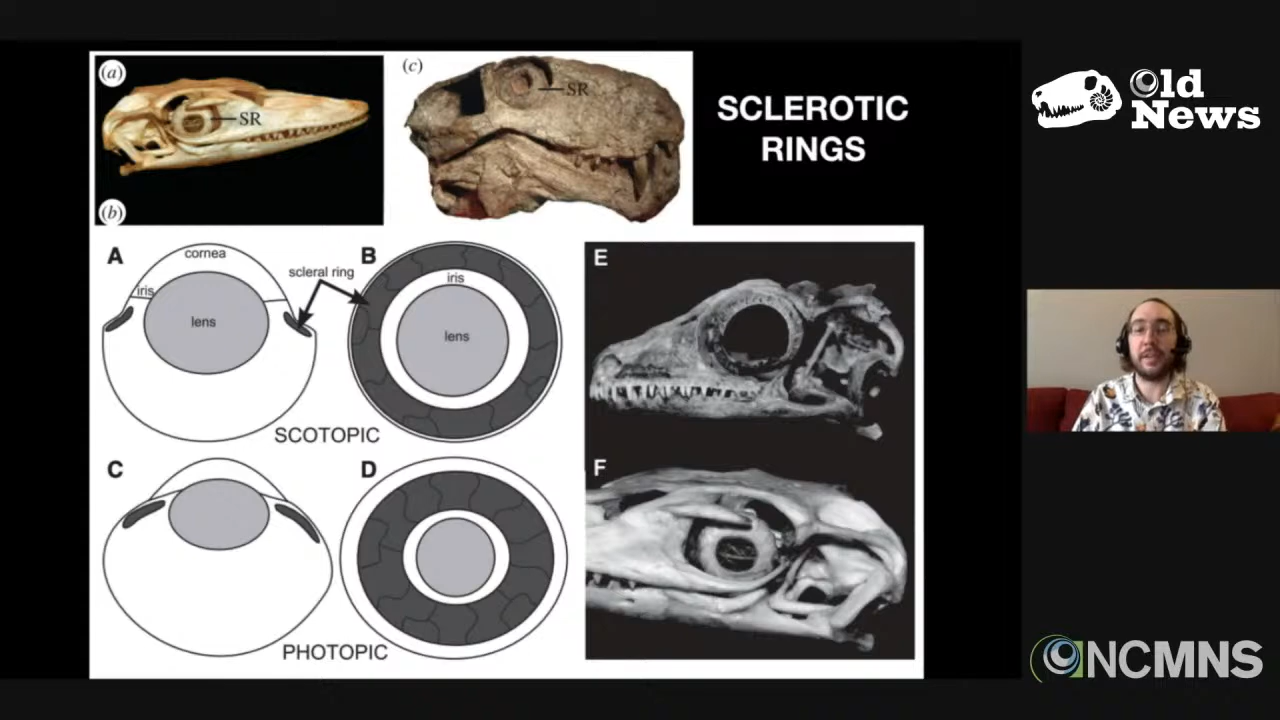 (a)
SR
(c)
SR
(b)
SCLEROTIC
RINGS
Old
News
A
cornea
iris
lens
scleral ring
B
iris
lens
SCOTOPIC
E
C
D
PHOTOPIC
F
NCMNS